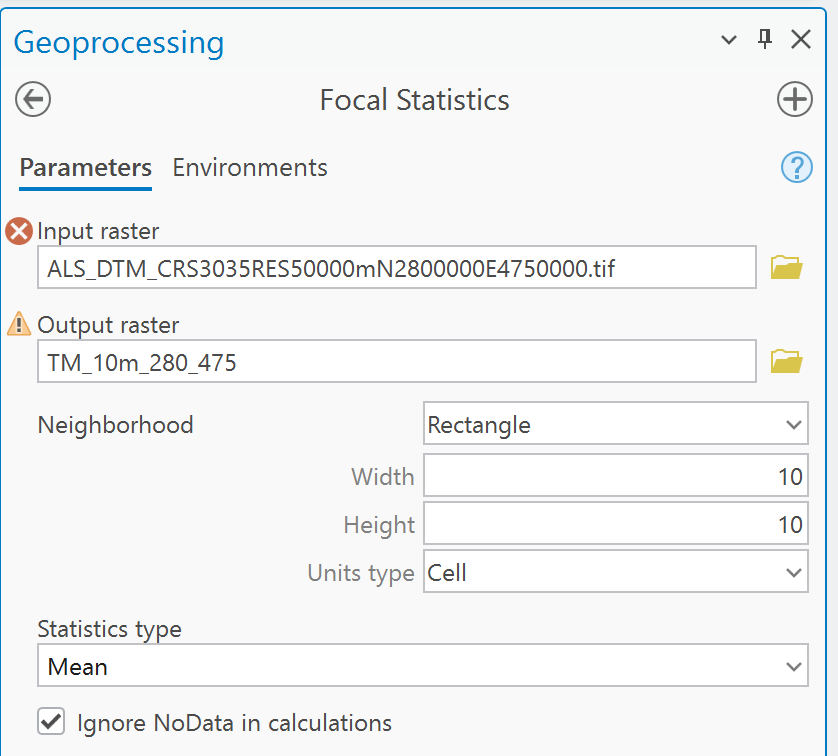 Geoprocessing
Focal Statistics
Parameters Environments
Input raster
ALS_DTM_CRS3035RES50000mN2800000E4750000.tif
Output raster
TM_10m_280_475
Neighborhood Rectangle
Width 10
Height 10
Units type Cell
Statistics type
Mean
Ignore NoData in calculations